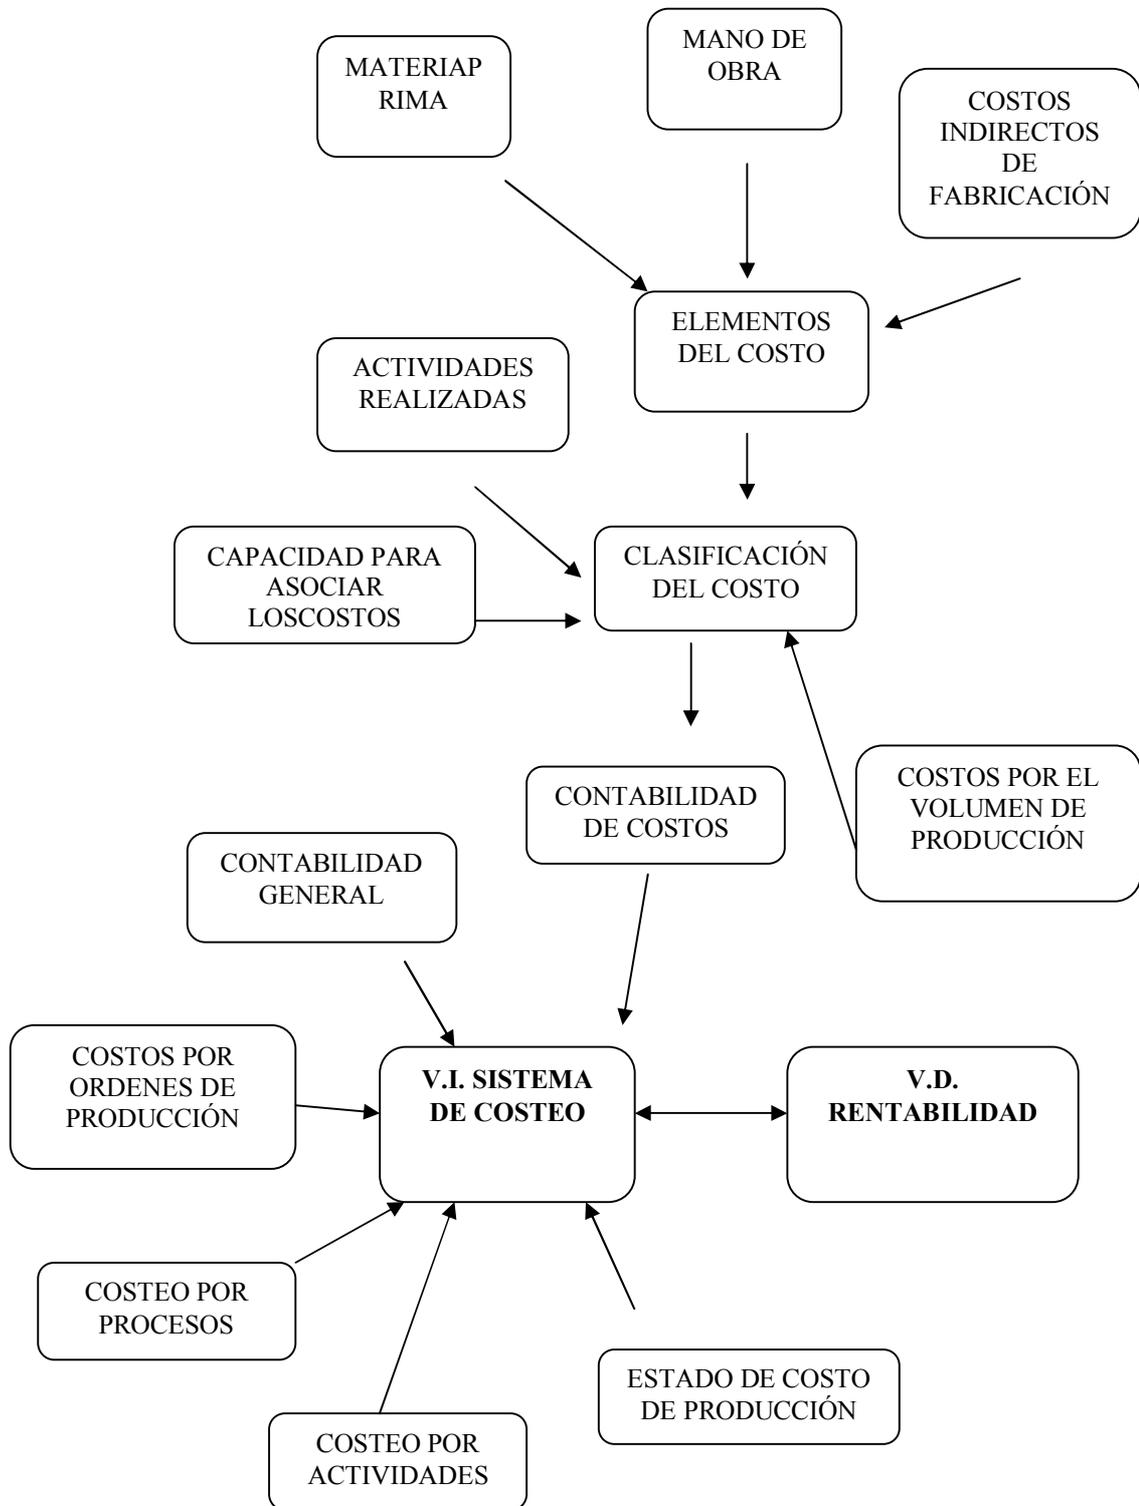 MATERIAP
RIMA
MANO DE
OBRA
COSTOS
INDIRECTOS
DE
FABRICACIÓN
ELEMENTOS
DEL COSTO
ACTIVIDADES
REALIZADAS
CAPACIDAD PARA
ASOCIAR
LOSCOSTOS
CLASIFICACIÓN
DEL COSTO
CONTABILIDAD
DE COSTOS
COSTOS POR EL
VOLUMEN DE
PRODUCCIÓN
CONTABILIDAD
GENERAL
COSTOS POR
ORDENES DE
PRODUCCIÓN
V.I. SISTEMA
DE COSTEO
V.D.
RENTABILIDAD
COSTEO POR
PROCESOS
ESTADO DE COSTO
DE PRODUCCIÓN
COSTEO POR
ACTIVIDADES